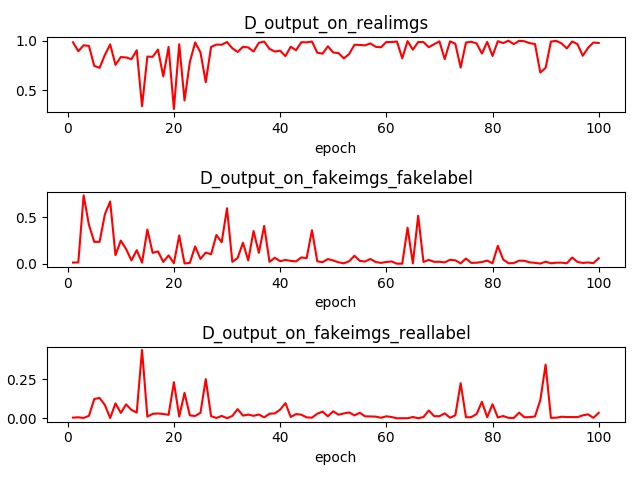 D_output_on_realimgs
1.0
0.5
0 20 40 60 80 100
epoch
D_output_on_fakeimgs_fakelabel
0.5
0.0
0 20 40 60 80 100
epoch
D_output_on_fakeimgs_reallabel
0.25
0.00
0 20 40 60 80 100
epoch